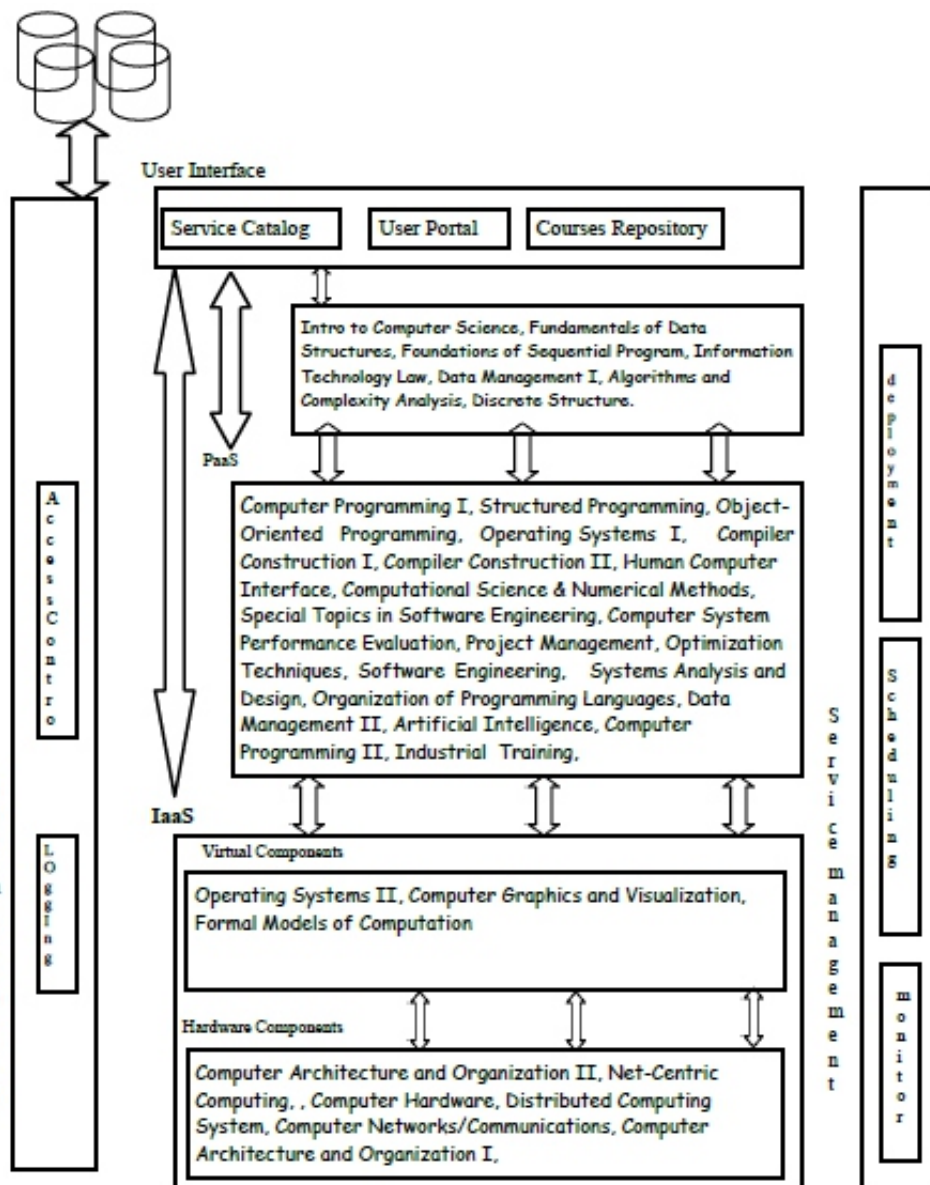 User Interface
Service Catalog
User Portal
Courses Repository
Intro to Computer Science, Fundamentals of Data
Structures, Foundations of Sequential Program, Information
Technology Law, Data Management I, Algorithms and
Complexity Analysis, Discrete Structure.
PaaS
Computer Programming I, Structured Programming, Object-
Oriented Programming, Operating Systems I, Compiler
Construction I, Compiler Construction II, Human Computer
Interface, Computational Science & Numerical Methods,
Special Topics in Software Engineering, Computer System
Performance Evaluation, Project Management, Optimization
Techniques, Software Engineering, Systems Analysis and
Design, Organization of Programming Languages, Data
Management II, Artificial Intelligence, Computer
Programming II, Industrial Training,
IaaS
Virtual Components
Operating Systems II, Computer Graphics and Visualization,
Formal Models of Computation
Hardware Components
Computer Architecture and Organization II, Net-Centric
Computing, , Computer Hardware, Distributed Computing
System, Computer Networks/Communications, Computer
Architecture and Organization I,
AccessContro
LOggIng
Service management
deployment
Scheduling
monitor